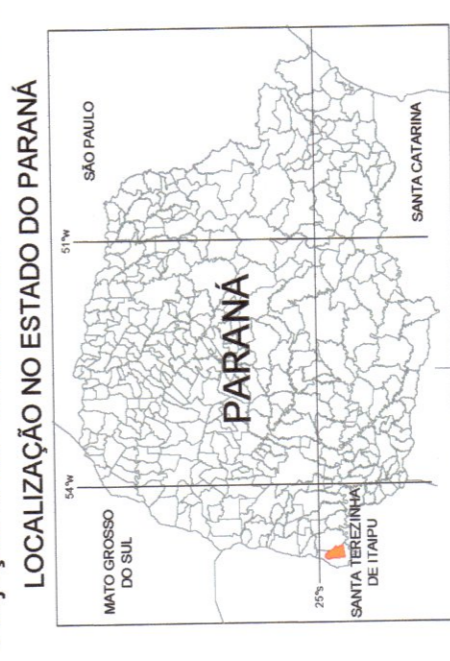 LOCALIZAÇÃO NO ESTADO DO PARANÁ
51°w
SÃO PAULO
54°w
MATO GROSSO
DO SUL
PARANÁ
25°s
SANTA TEREZINHA
DE ITAIPU
SANTA CATARINA